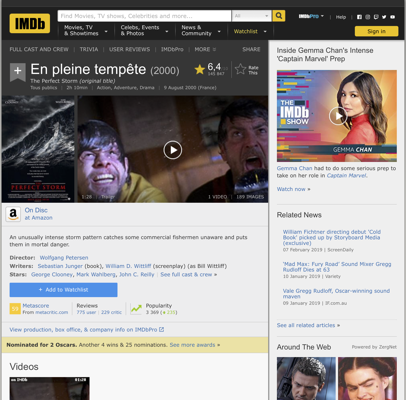 IMDb
Find Movies, TV shows, Celebrities and more...
All
IMDbPro
Help
Movies, TV & Showtimes
Celebs, Events & Photos
News & Community
Watchlist
Sign in
FULL CAST AND CREW | TRIVIA | USER REVIEWS | IMDbPro | MORE
SHARE
En pleine tempête (2000)
The Perfect Storm (original title)
Tous publics | 2h 10min | Action, Adventure, Drama | 9 August 2000 (France)
6,4
Rate This
PERFECT STORM
1:26
1 VIDEO | 189 IMAGES
On Disc
at Amazon
An unusually intense storm pattern catches some commercial fishermen unaware and puts
them in mortal danger.
Director: Wolfgang Petersen
Writers: Sebastian Junger (book), William D. Wittliff (screenplay) (as Bill Wittliff)
Stars: George Clooney, Mark Wahlberg, John C. Reilly | See full cast & crew »
+ Add to Watchlist
Metascore
From metacritic.com
Reviews
775 user | 229 critic
Popularity
View production, box office, & company info on IMDbPro
Nominated for 2 Oscars. Another 4 wins & 25 nominations. See more awards »
Videos
Inside Gemma Chan's Intense
'Captain Marvel' Prep
THE IMDb SHOW
GEMMA CHAN
Gemma Chan had to do some serious prep
to take on her role in Captain Marvel.
Watch now »
Related News
William Fichtner directing debut 'Cold
Book' picked up by Storyboard Media
(exclusive)
07 February 2019 | ScreenDaily
'Mad Max: Fury Road' Sound Mixer Gregg
Rudloff Dies at 63
10 January 2019 | Variety
Vale Gregg Rudloff, Oscar-winning sound
maven
09 January 2019 | if.com.au
See all related articles »
Around The Web
Powered by ZergNet
IMDb
01:26